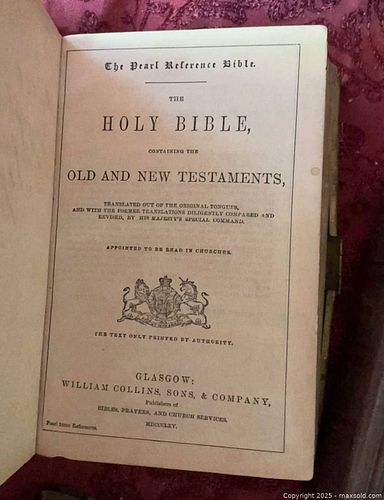 The Pearl Reference Bible.
THE
HOLY BIBLE,
CONTAINING THE
OLD AND NEW TESTAMENTS,
TRANSLATED OUT OF THE ORIGINAL TONGUES,
AND WITH THE FORMER TRANSLATIONS DILIGENTLY COMPARED AND
REVISED, BY HIS MAJESTY'S SPECIAL COMMAND.
APPOINTED TO BE READ IN CHURCHES.
THE TEXT ONLY PRINTED BY AUTHORITY.
GLASGOW:
WILLIAM COLLINS, SONS, & COMPANY,
Publishers of
BIBLES, PRAYERS, AND CHURCH SERVICES.
MDCCCLXV.
Pearl 24mo References.
Copyright © 2025 - maxsold.com